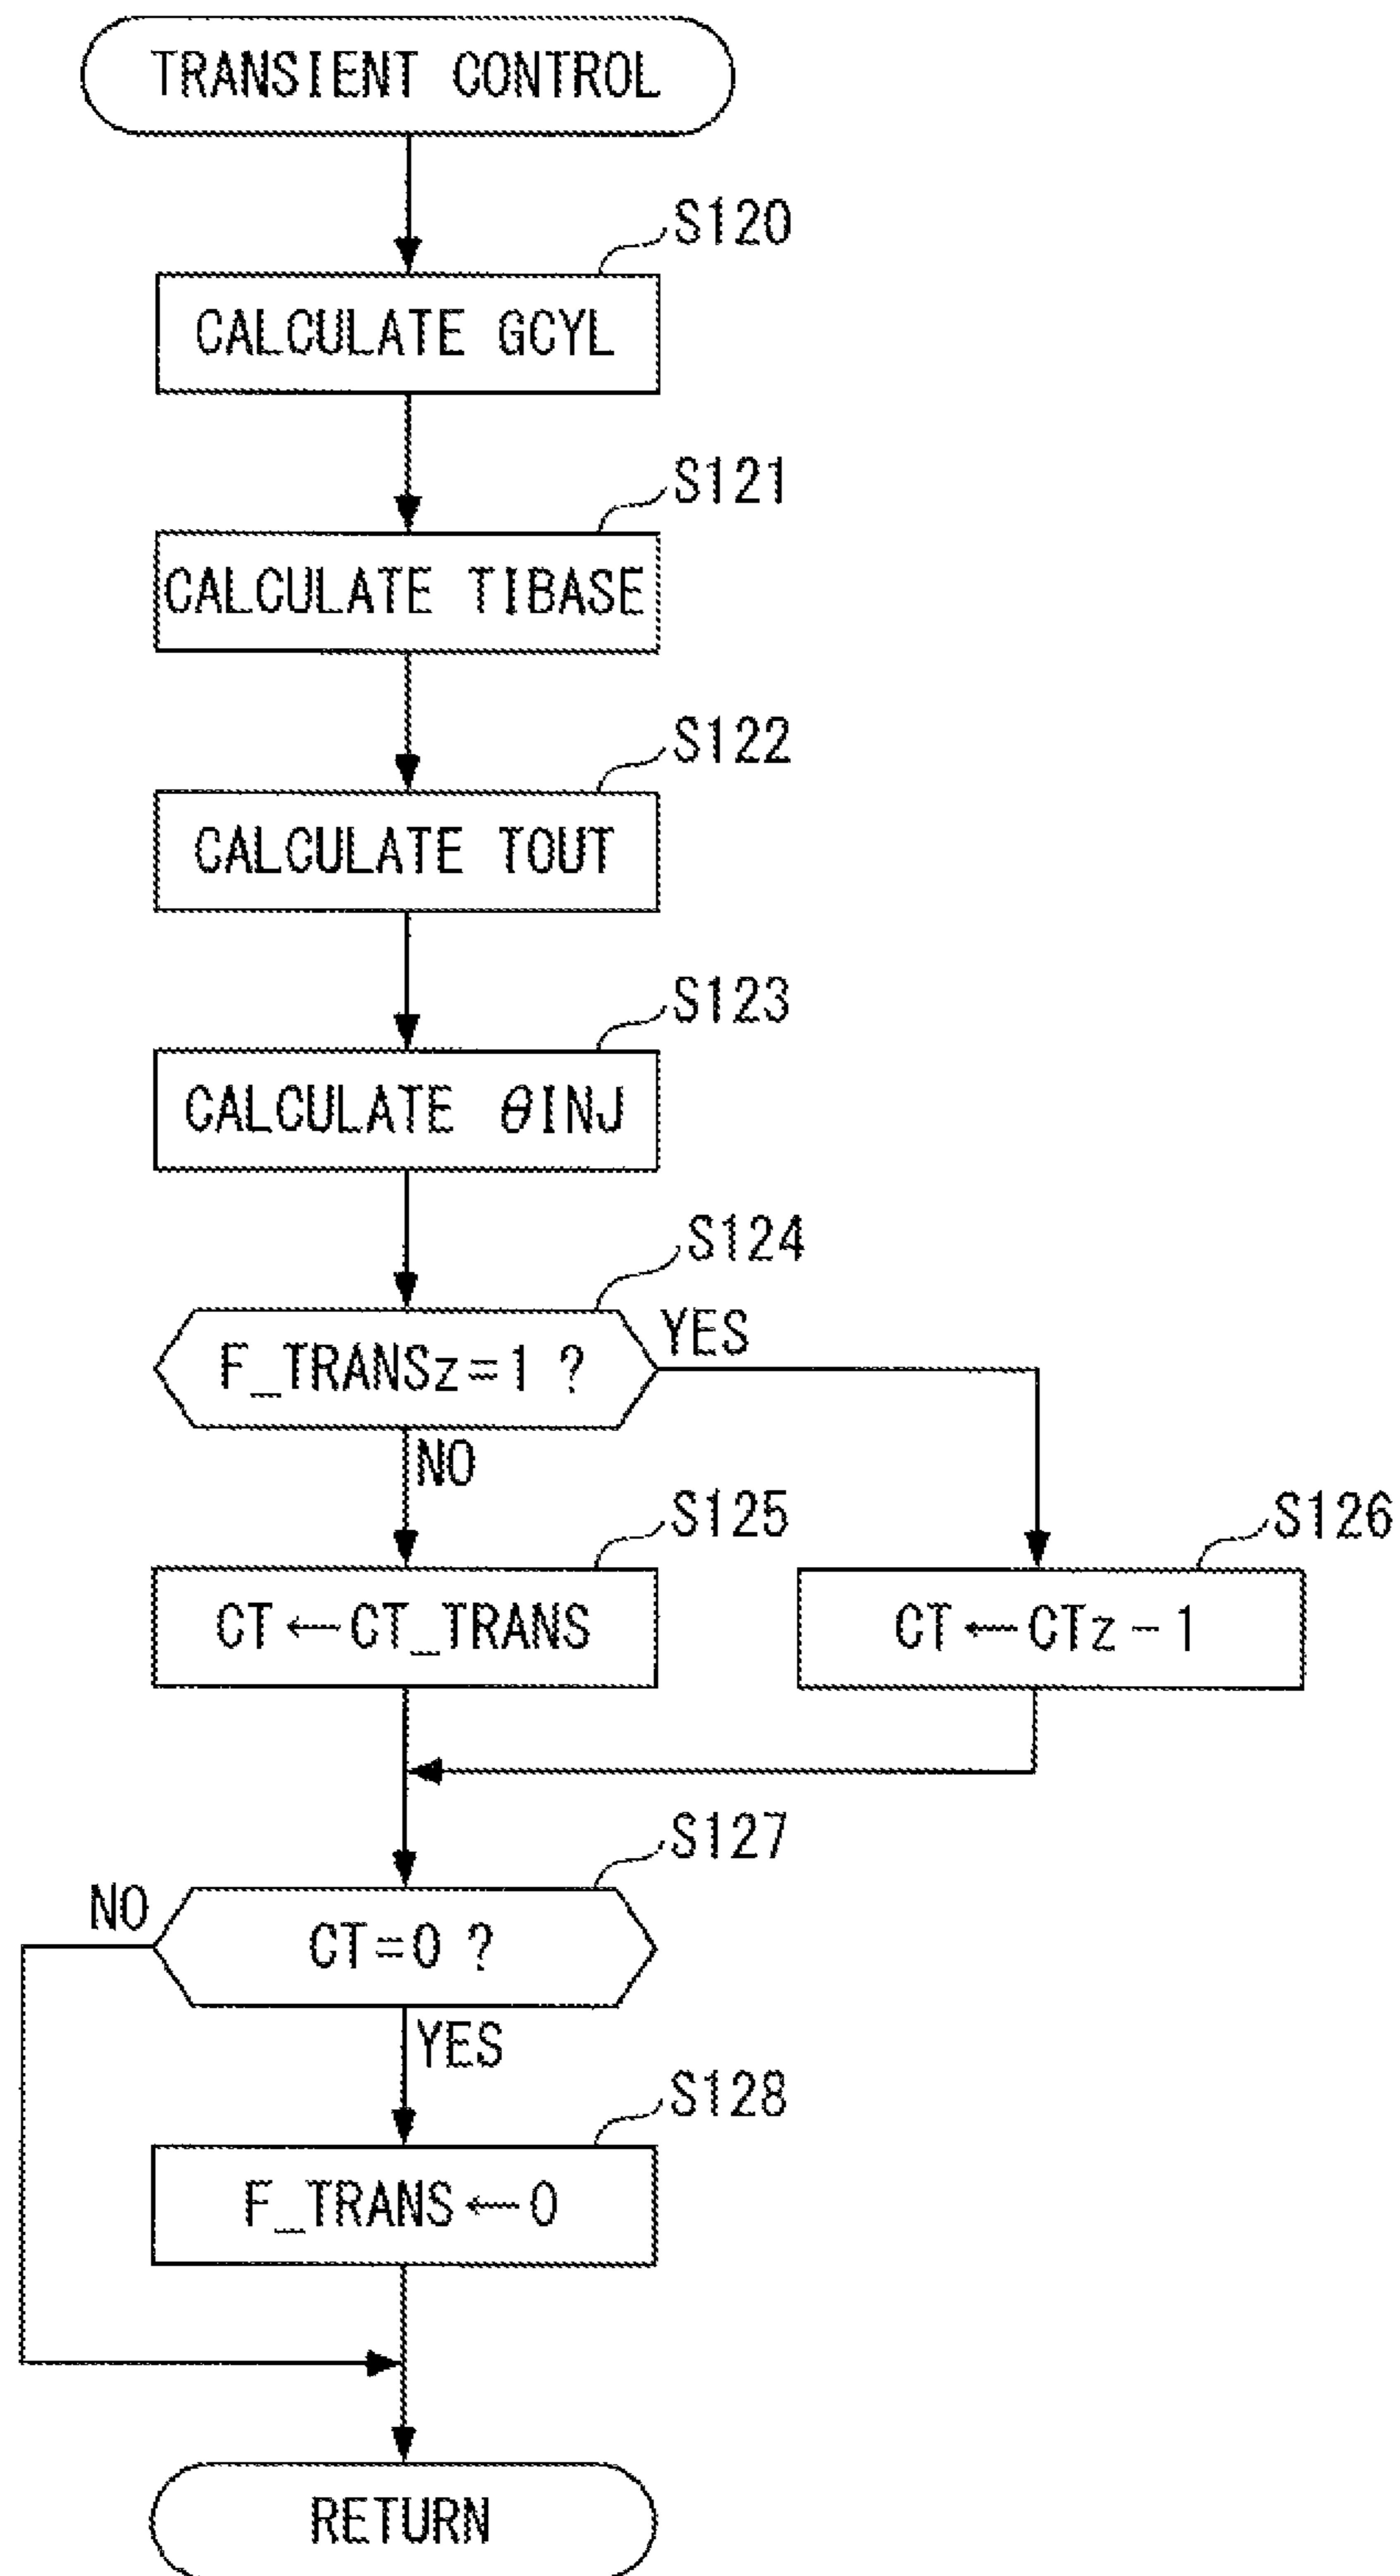 TRANSIENT CONTROL
S120
CALCULATE GCYL
S121
CALCULATE TIBASE
S122
CALCULATE TOUT
S123
CALCULATE θINJ
S124
F_TRANSz=1 ?
YES
NO
S125
CT←CT_TRANS
S126
CT←CTz-1
S127
NO
CT=0 ?
YES
S128
F_TRANS←0
RETURN